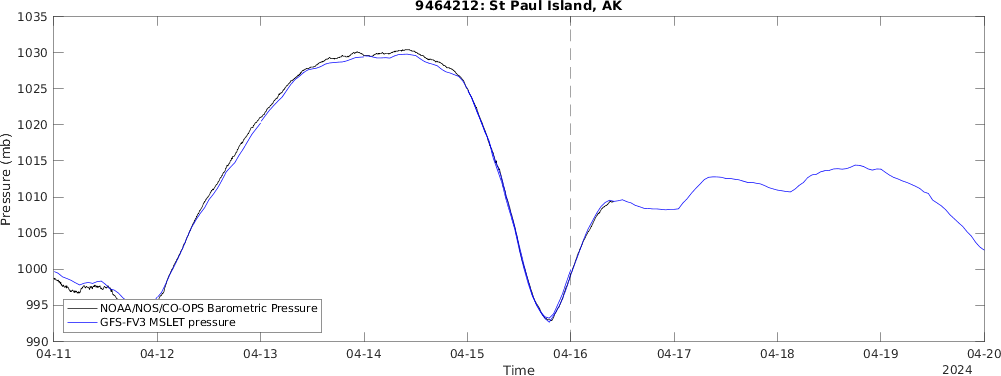 9464212: St Paul Island, AK
1035
1030
1025
1020
1015
1010
1005
1000
995
990
Pressure (mb)
NOAA/NOS/CO-OPS Barometric Pressure
GFS-FV3 MSLET pressure
04-11 04-12 04-13 04-14 04-15 04-16 04-17 04-18 04-19 04-20
Time
2024